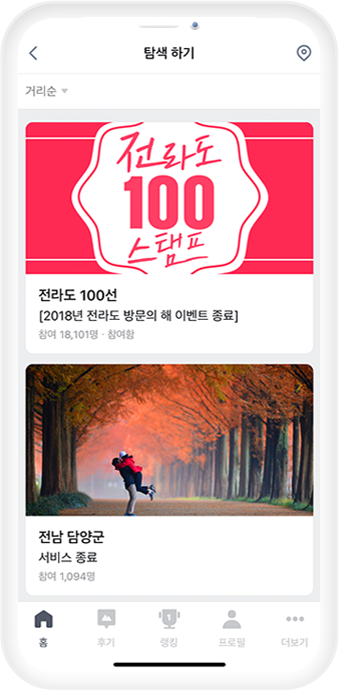 탐색 하기
거리순
전라도
100
스탬프
전라도 100선
[2018년 전라도 방문의 해 이벤트 종료]
참여 18,101명 · 참여함
전남 담양군
서비스 종료
참여 1,094명
1
홈 후기 랭킹 프로필 더보기